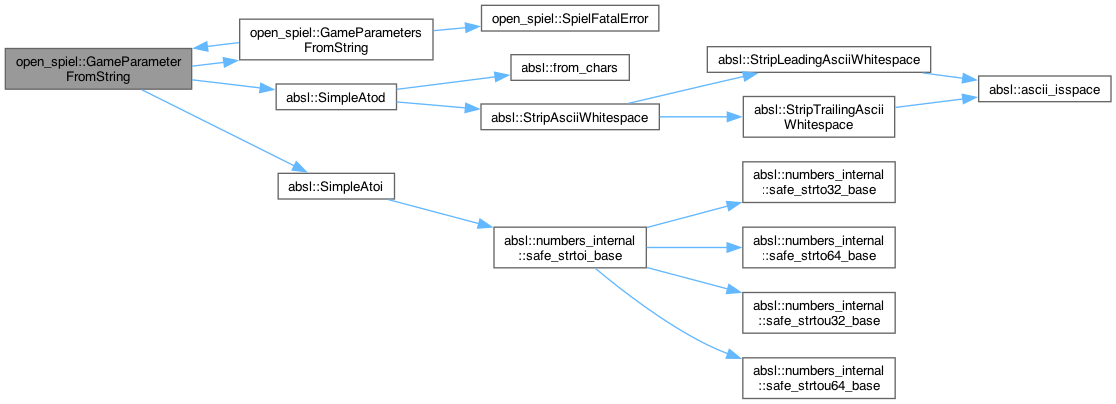 open_spiel::GameParameter
FromString
open_spiel::GameParameters
FromString
open_spiel::SpielFatalError
absl::SimpleAtod
absl::from_chars
absl::StripAsciiWhitespace
absl::StripLeadingAsciiWhitespace
absl::StripTrailingAscii
Whitespace
absl::ascii_isspace
absl::SimpleAtoi
absl::numbers_internal
::safe_strtoi_base
absl::numbers_internal
::safe_strto32_base
absl::numbers_internal
::safe_strto64_base
absl::numbers_internal
::safe_strtou32_base
absl::numbers_internal
::safe_strtou64_base